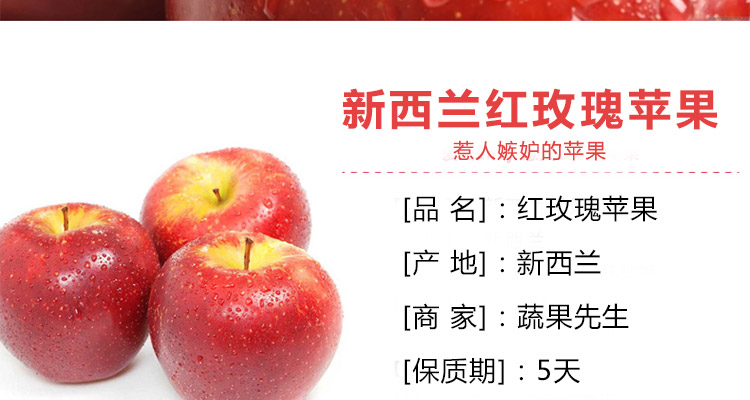 新西兰红玫瑰苹果
惹人嫉妒的苹果
[品 名]：红玫瑰苹果
[产 地]：新西兰
[商 家]：蔬果先生
[保质期]：5天